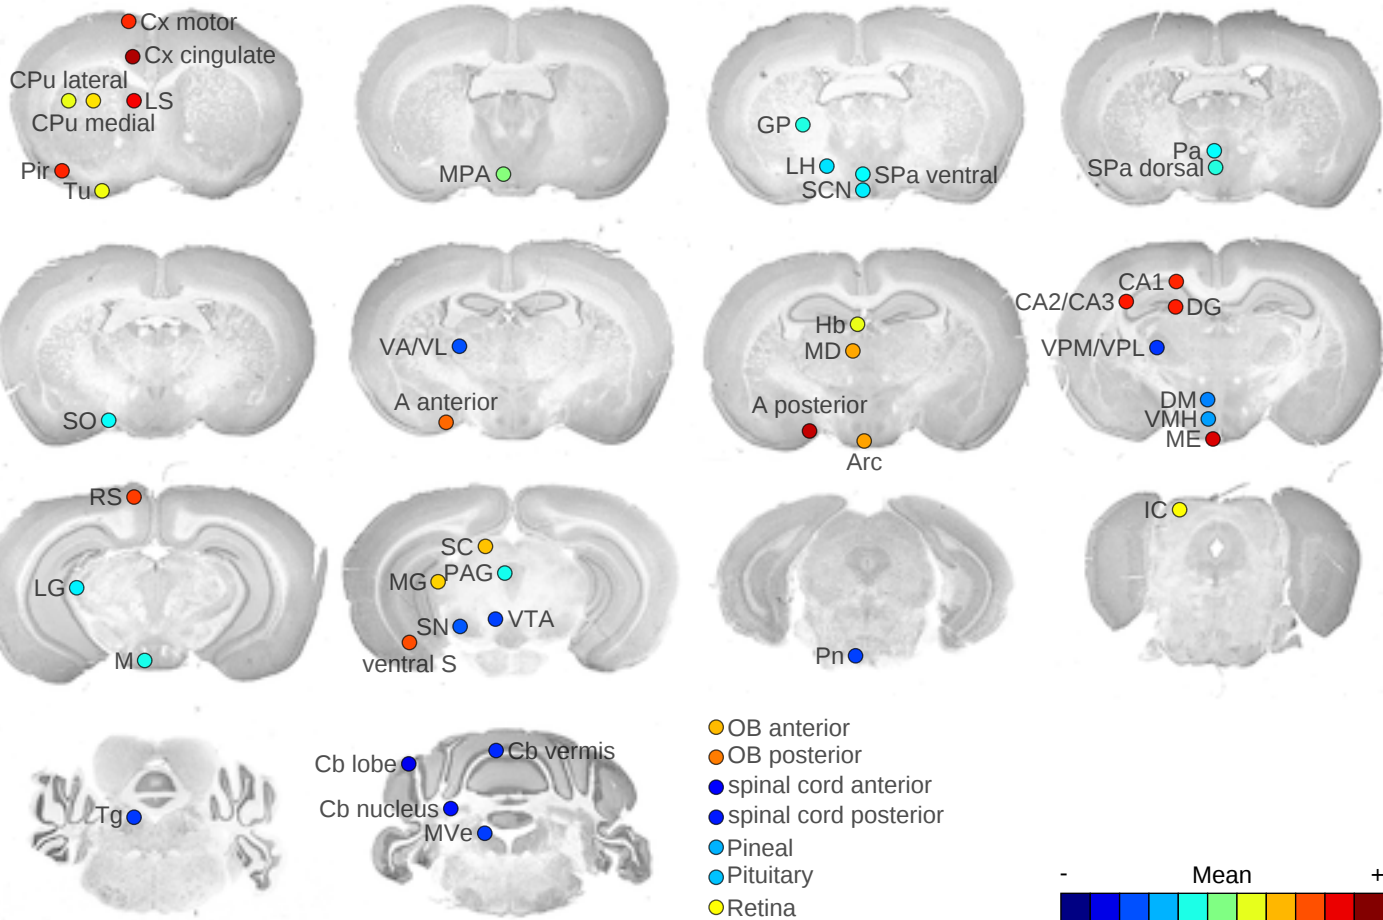 Cx motor
Cx cingulate
CPu lateral
LS
CPu medial
Pir
Tu
MPA
GP
LH
SPa ventral
SCN
Pa
SPa dorsal
SO
VA/VL
A anterior
Hb
MD
A posterior
Arc
CA1
CA2/CA3
DG
VPM/VPL
DM
VMH
ME
RS
LG
M
SC
PAG
MG
SN
VTA
ventral S
Pn
IC
Tg
Cb lobe
Cb vermis
Cb nucleus
MVe
OB anterior
OB posterior
spinal cord anterior
spinal cord posterior
Pineal
Pituitary
Retina
- Mean +